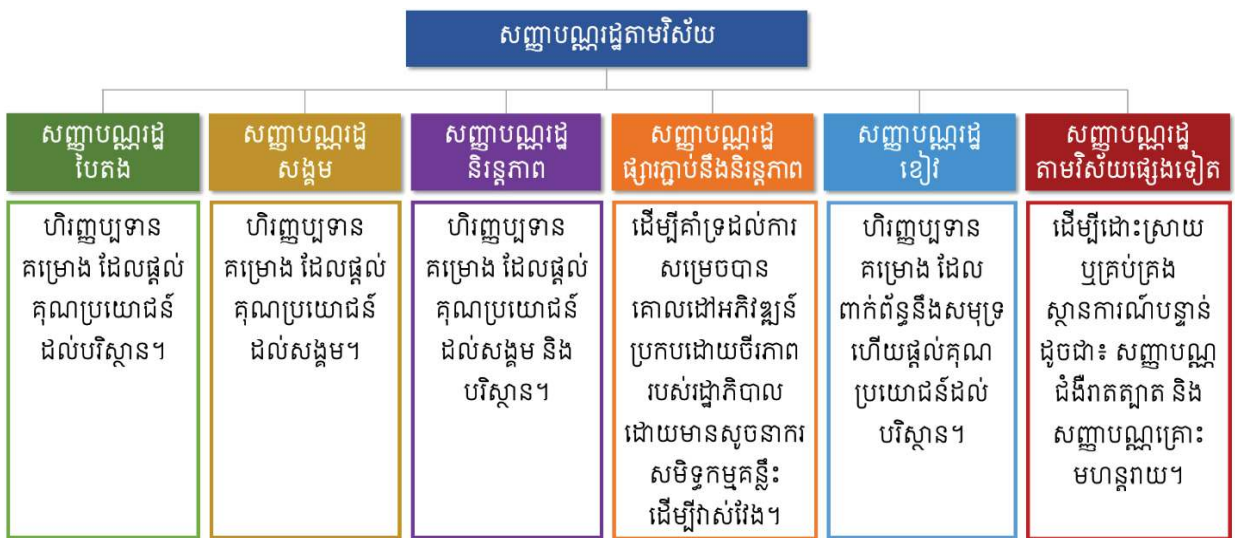 សញ្ញាបណ្ណរដ្ឋតាមវិស័យ
សញ្ញាបណ្ណរដ្ឋ
បៃតង
ហិរញ្ញប្បទាន
គម្រោង ដែលផ្តល់
គុណប្រយោជន៍
ដល់បរិស្ថាន។
សញ្ញាបណ្ណរដ្ឋ
សង្គម
ហិរញ្ញប្បទាន
គម្រោង ដែលផ្តល់
គុណប្រយោជន៍
ដល់សង្គម។
សញ្ញាបណ្ណរដ្ឋ
និរន្តភាព
ហិរញ្ញប្បទាន
គម្រោង ដែលផ្តល់
គុណប្រយោជន៍
ដល់សង្គម និង
បរិស្ថាន។
សញ្ញាបណ្ណរដ្ឋ
ផ្សារភ្ជាប់នឹងនិរន្តភាព
ដើម្បីគាំទ្រដល់ការ
សម្រេចបាន
គោលដៅអភិវឌ្ឍន៍
ប្រកបដោយចីរភាព
របស់រដ្ឋាភិបាល
ដោយមានសូចនាករ
សមិទ្ធកម្មគន្លឹះ
ដើម្បីវាស់វែង។
សញ្ញាបណ្ណរដ្ឋ
ខៀវ
ហិរញ្ញប្បទាន
គម្រោង ដែល
ពាក់ព័ន្ធនឹងសមុទ្រ
ហើយផ្តល់គុណ
ប្រយោជន៍ដល់
បរិស្ថាន។
សញ្ញាបណ្ណរដ្ឋ
តាមវិស័យផ្សេងទៀត
ដើម្បីដោះស្រាយ
ឬគ្រប់គ្រង
ស្ថានការណ៍បន្ទាន់
ដូចជា៖ សញ្ញាបណ្ណ
ជំងឺរាតត្បាត និង
សញ្ញាបណ្ណគ្រោះ
មហន្តរាយ។